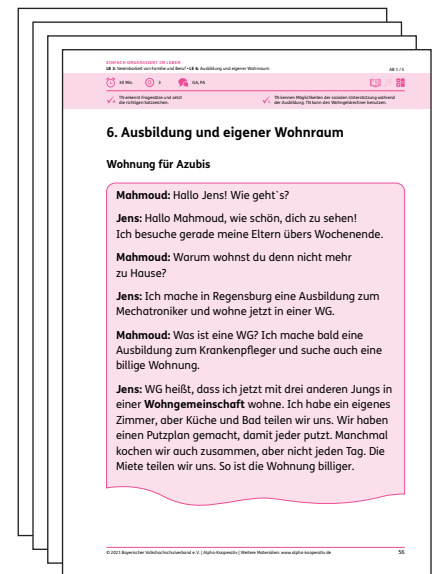 EINFACH ORGANISIERT IM LEBEN
LE 3: Vereinbarkeit von Familie und Beruf • LE 6: Ausbildung und eigener Wohnraum
AB 1 / 5
30 Min.
3
GA, PA
TN erkennt Fragesätze und setzt
die richtigen Satzzeichen.
TN kennen Möglichkeiten der sozialen Unterstützung während
der Ausbildung. TN kann den Wohngeldrechner benutzen.
6. Ausbildung und eigener Wohnraum
Wohnung für Azubis
Mahmoud: Hallo Jens! Wie geht`s?
Jens: Hallo Mahmoud, wie schön, dich zu sehen!
Ich besuche gerade meine Eltern übers Wochenende.
Mahmoud: Warum wohnst du denn nicht mehr
zu Hause?
Jens: Ich mache in Regensburg eine Ausbildung zum
Mechatroniker und wohne jetzt in einer WG.
Mahmoud: Was ist eine WG? Ich mache bald eine
Ausbildung zum Krankenpfleger und suche auch eine
billige Wohnung.
Jens: WG heißt, dass ich jetzt mit drei anderen Jungs in
einer Wohngemeinschaft wohne. Ich habe ein eigenes
Zimmer, aber Küche und Bad teilen wir uns. Wir haben
einen Putzplan gemacht, damit jeder putzt. Manchmal
kochen wir auch zusammen, aber nicht jeden Tag. Die
Miete teilen wir uns. So ist die Wohnung billiger.
© 2023 Bayerischer Volkshochschulverband e. V. | Alpha-Kooperativ | Weitere Materialien: www.alpha-kooperativ.de
56